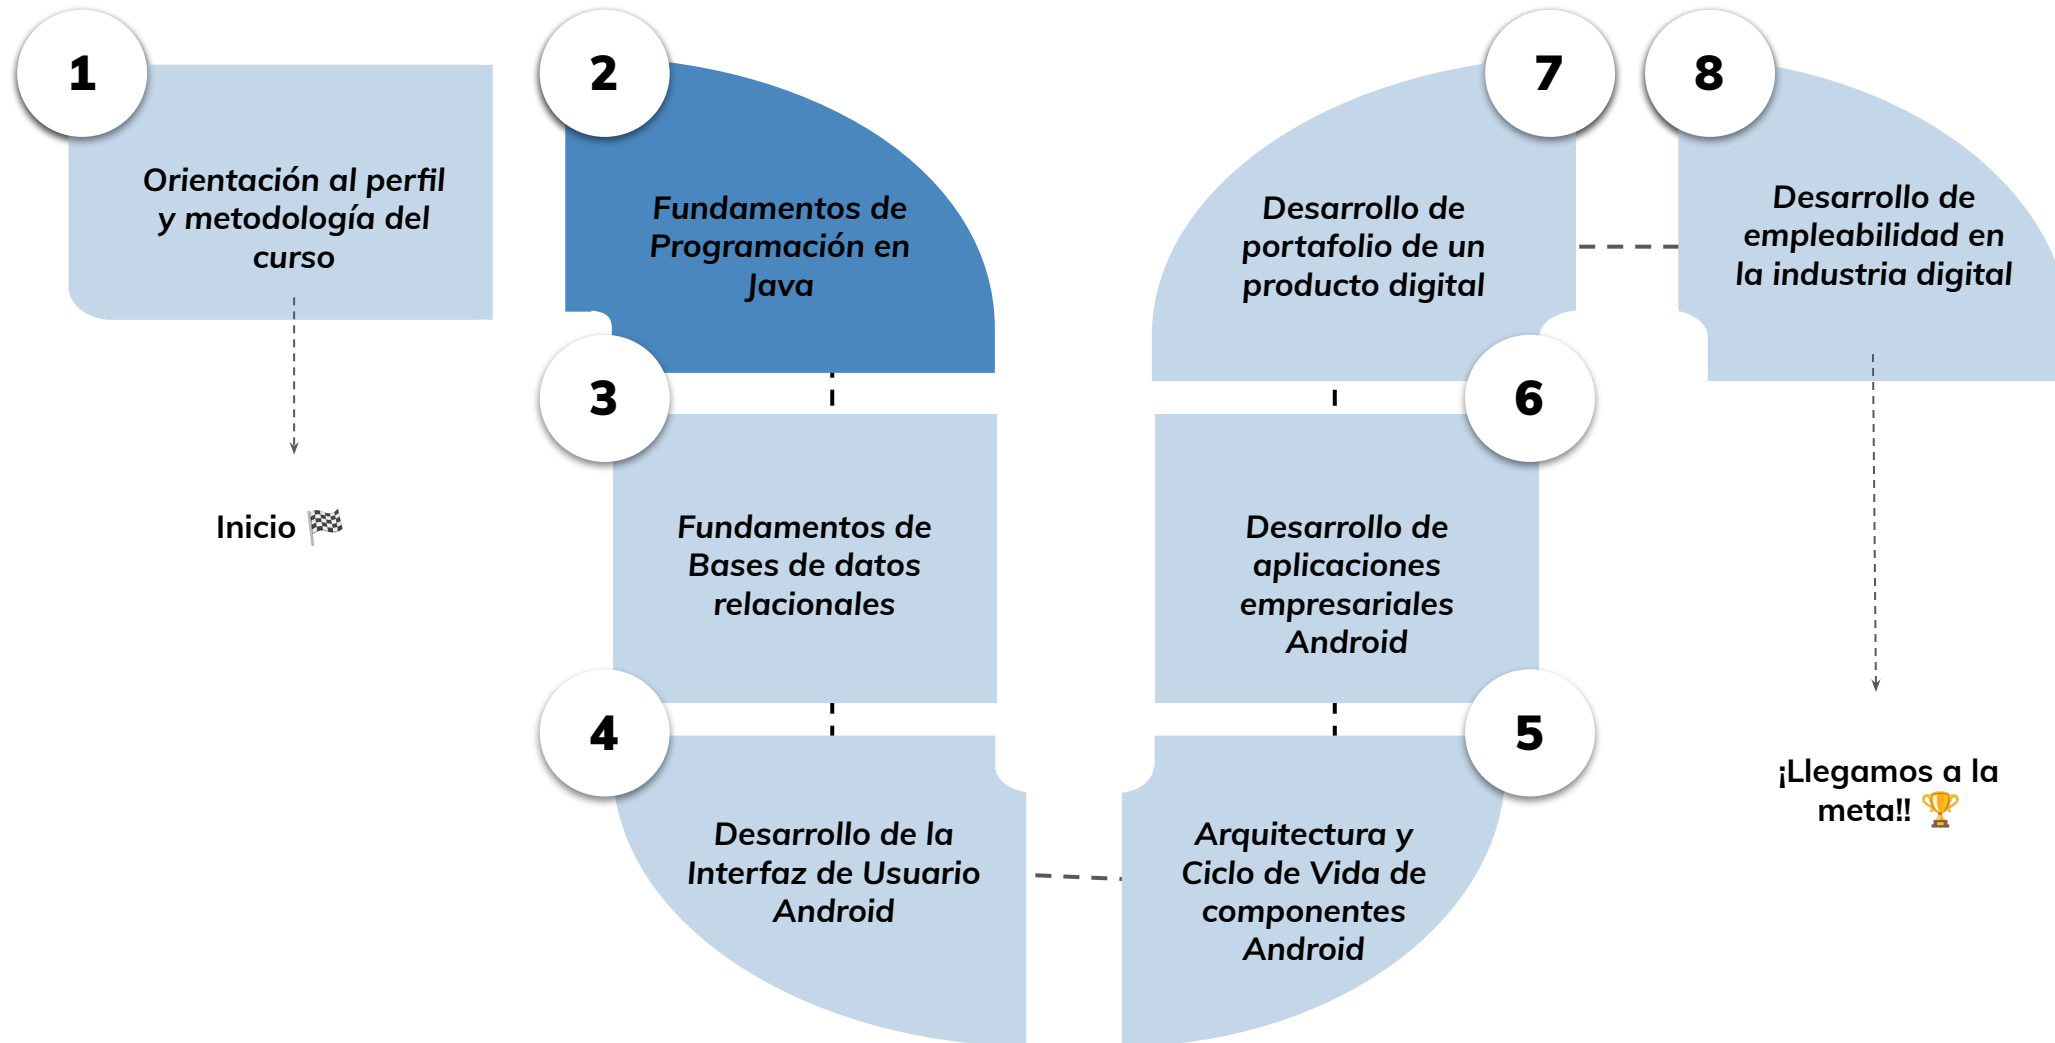 1
Orientación al perfil
y metodología del
curso
Inicio 🏁
2
Fundamentos de
Programación en
Java
3
Fundamentos de
Bases de datos
relacionales
4
Desarrollo de la
Interfaz de Usuario
Android
5
Arquitectura y
Ciclo de Vida de
componentes
Android
6
Desarrollo de
aplicaciones
empresariales
Android
7
Desarrollo de
portafolio de un
producto digital
8
Desarrollo de
empleabilidad en
la industria digital
¡Llegamos a la
meta!! 🏆